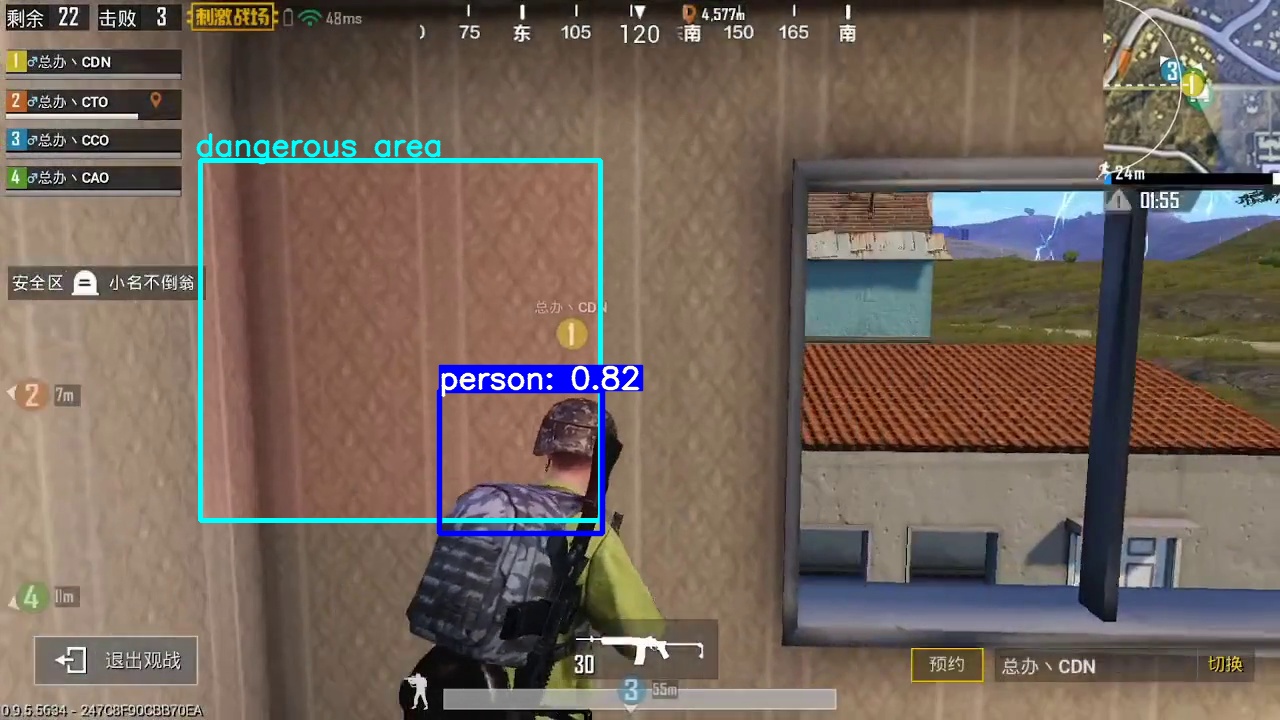 剩余 22 击败 3 刺激战场 48ms
75 东 105 120 南 150 165 南
4,577m
1 总办丶CDN
2 总办丶CTO
3 总办丶CCO
4 总办丶CAO
3
1
24m
01:55
dangerous area
安全区 小名不倒翁
总办丶CDN
1
person: 0.82
2 7m
4 11m
退出观战
30
3 55m
预约 总办丶CDN 切换
0.9.5.5634 - 247C8F90CBB70EA